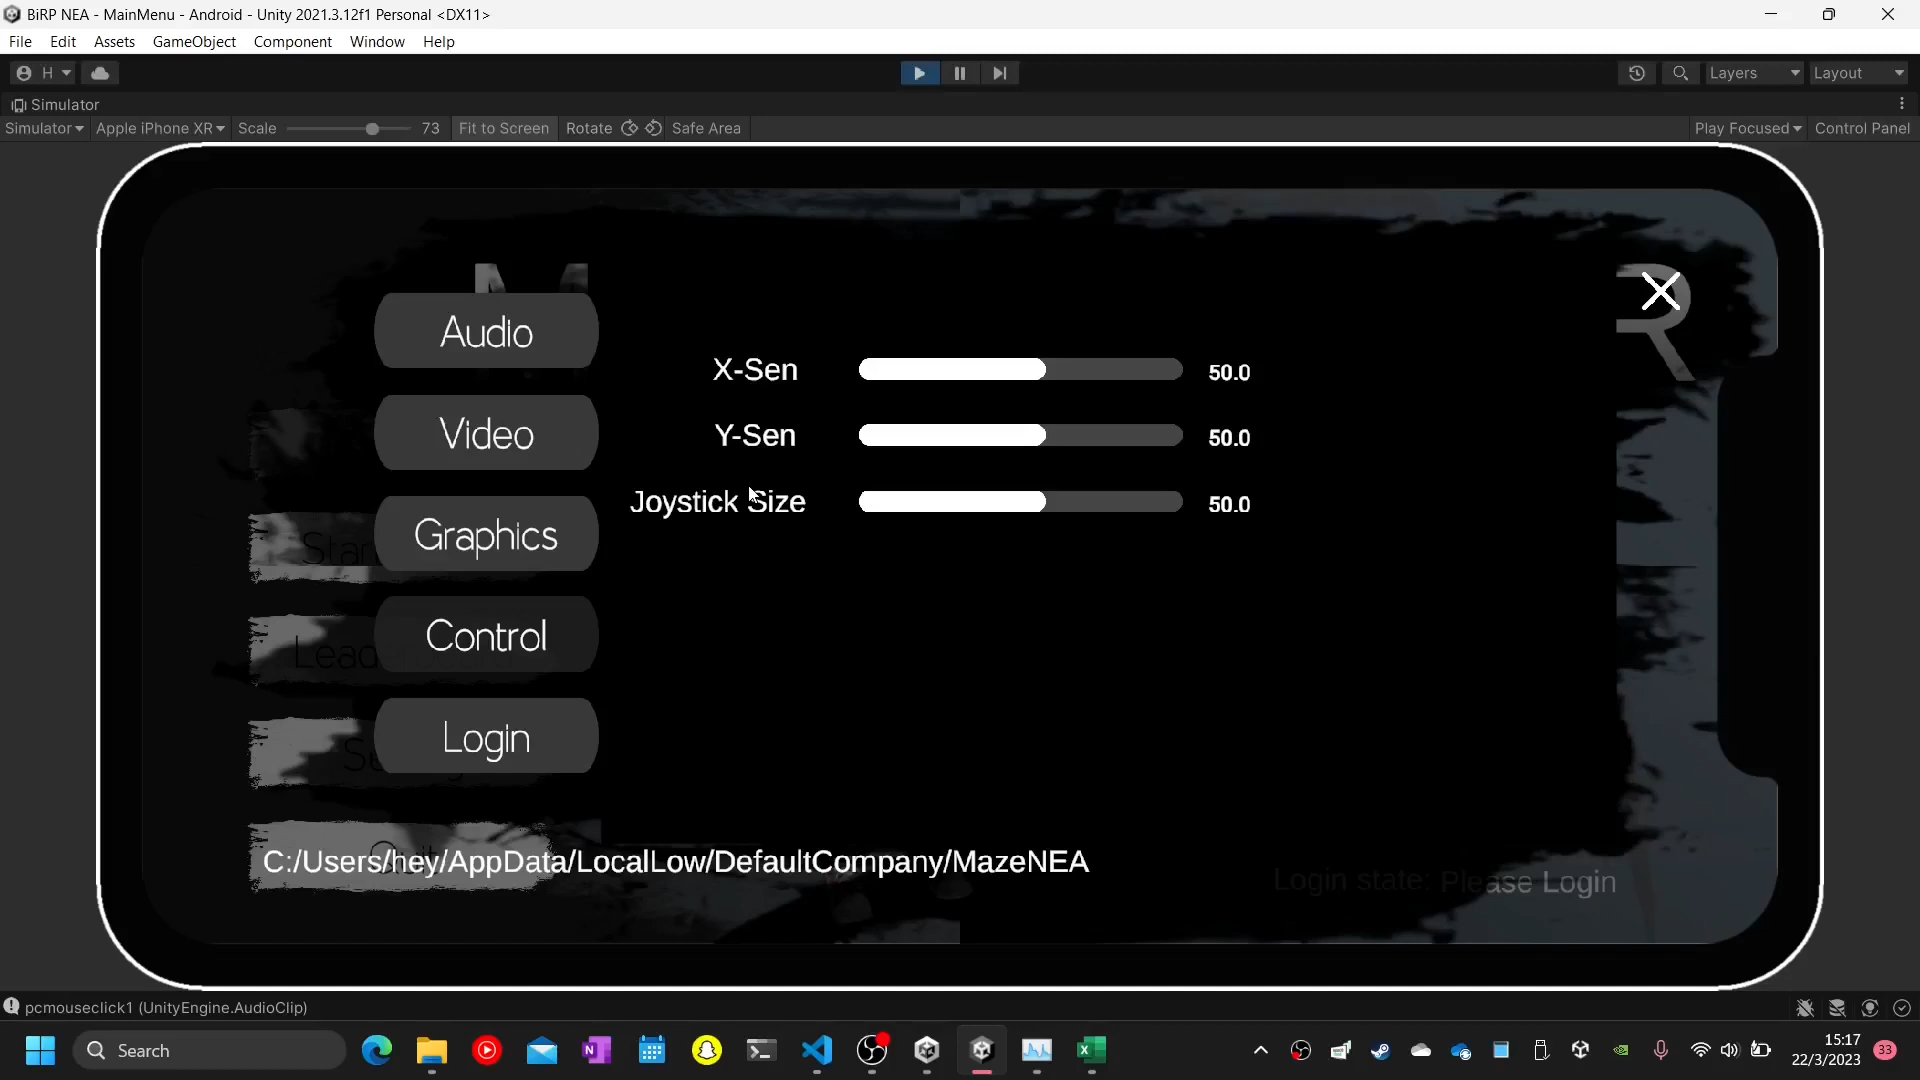 BiRP NEA - MainMenu - Android - Unity 2021.3.12f1 Personal <DX11>
File Edit Assets GameObject Component Window Help
H Layers Layout
Simulator
Simulator Apple iPhone XR Scale 73 Fit to Screen Rotate Safe Area Play Focused Control Panel
M R
Audio
X-Sen 50.0
Video Y-Sen 50.0
Joystick Size 50.0
Graphics
Control
Login
C:/Users/hey/AppData/LocalLow/DefaultCompany/MazeNEA
Quit
Login state: Please Login
pcmouseclick1 (UnityEngine.AudioClip)
Search
15:17
22/3/2023 33